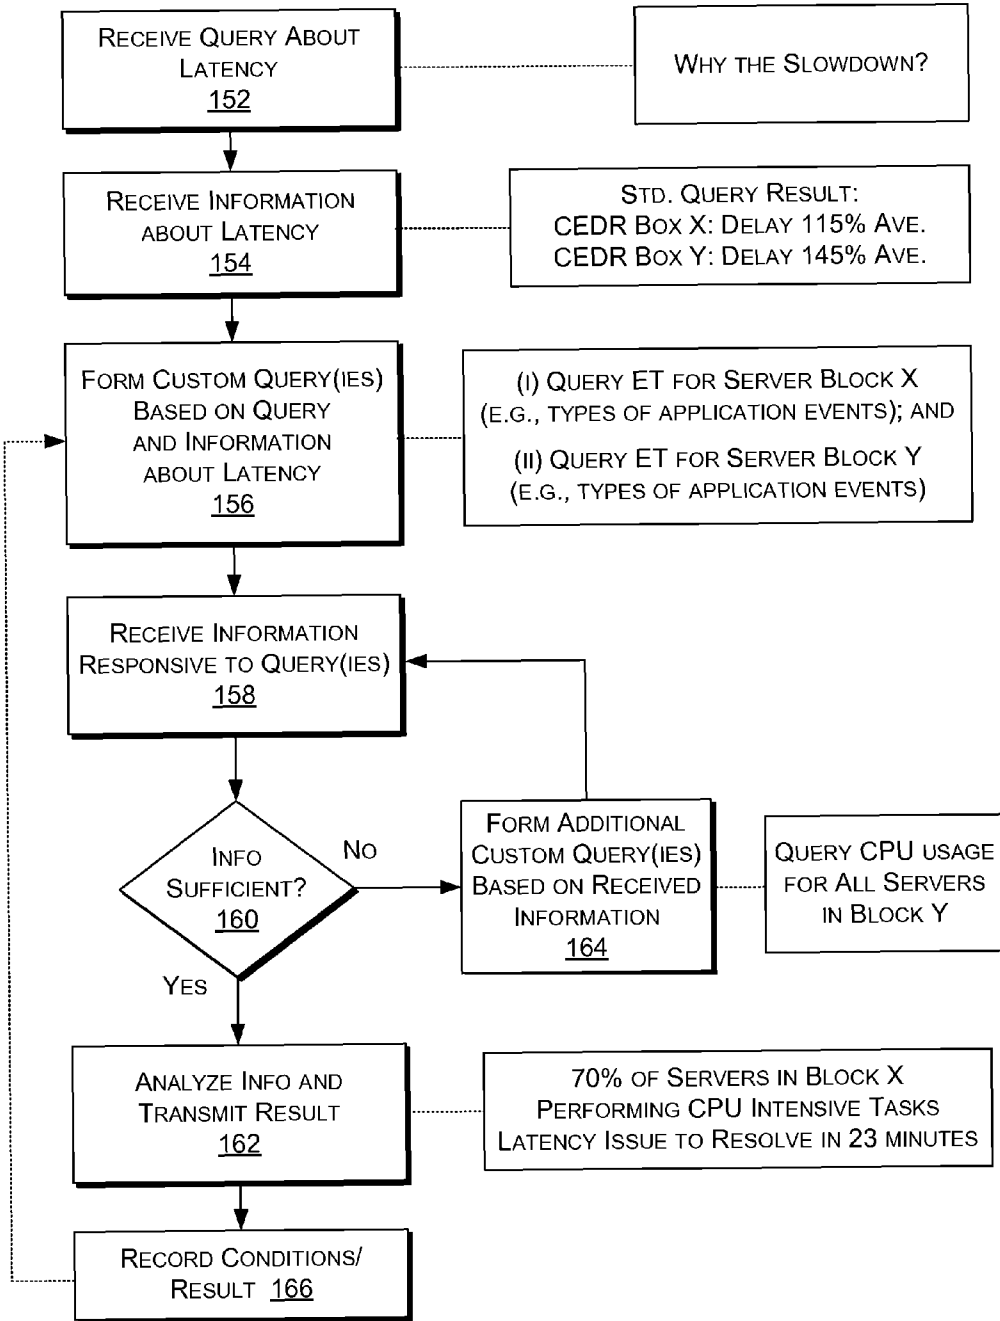 RECEIVE QUERY ABOUT
LATENCY
152
WHY THE SLOWDOWN?
RECEIVE INFORMATION
ABOUT LATENCY
154
STD. QUERY RESULT:
CEDR BOX X: DELAY 115% AVE.
CEDR BOX Y: DELAY 145% AVE.
FORM CUSTOM QUERY(IES)
BASED ON QUERY
AND INFORMATION
ABOUT LATENCY
156
(I) QUERY ET FOR SERVER BLOCK X
(E.G., TYPES OF APPLICATION EVENTS); AND
(II) QUERY ET FOR SERVER BLOCK Y
(E.G., TYPES OF APPLICATION EVENTS)
RECEIVE INFORMATION
RESPONSIVE TO QUERY(IES)
158
INFO
SUFFICIENT?
160
NO
YES
FORM ADDITIONAL
CUSTOM QUERY(IES)
BASED ON RECEIVED
INFORMATION
164
QUERY CPU USAGE
FOR ALL SERVERS
IN BLOCK Y
ANALYZE INFO AND
TRANSMIT RESULT
162
70% OF SERVERS IN BLOCK X
PERFORMING CPU INTENSIVE TASKS
LATENCY ISSUE TO RESOLVE IN 23 MINUTES
RECORD CONDITIONS/
RESULT 166